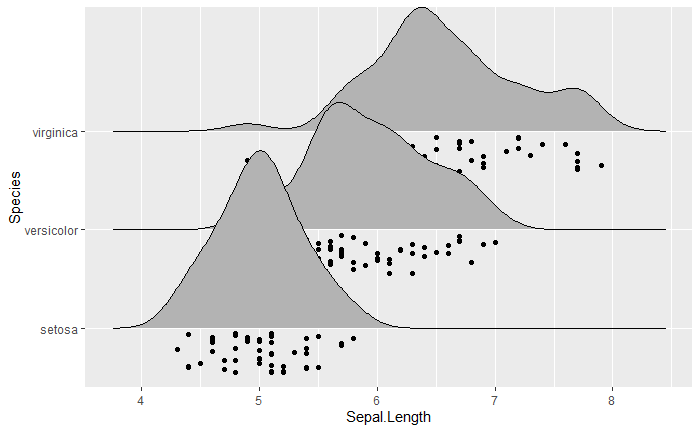 Species
virginica
versicolor
setosa
4 5 6 7 8
Sepal.Length